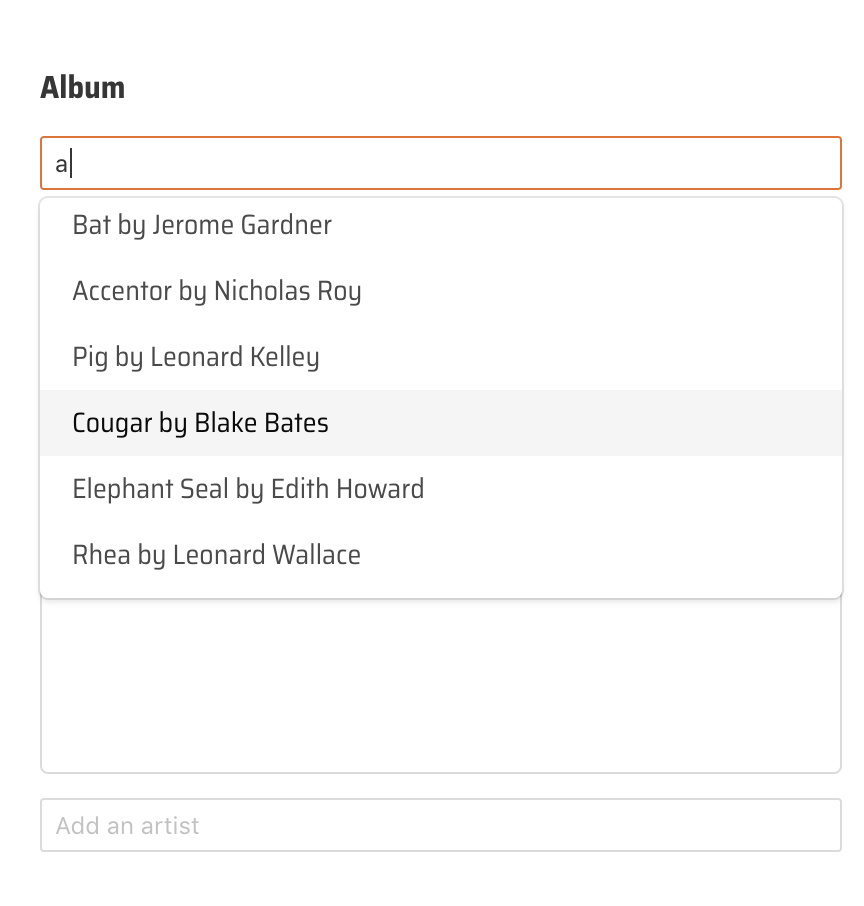 Album
a
Bat by Jerome Gardner
Accentor by Nicholas Roy
Pig by Leonard Kelley
Cougar by Blake Bates
Elephant Seal by Edith Howard
Rhea by Leonard Wallace
Add an artist